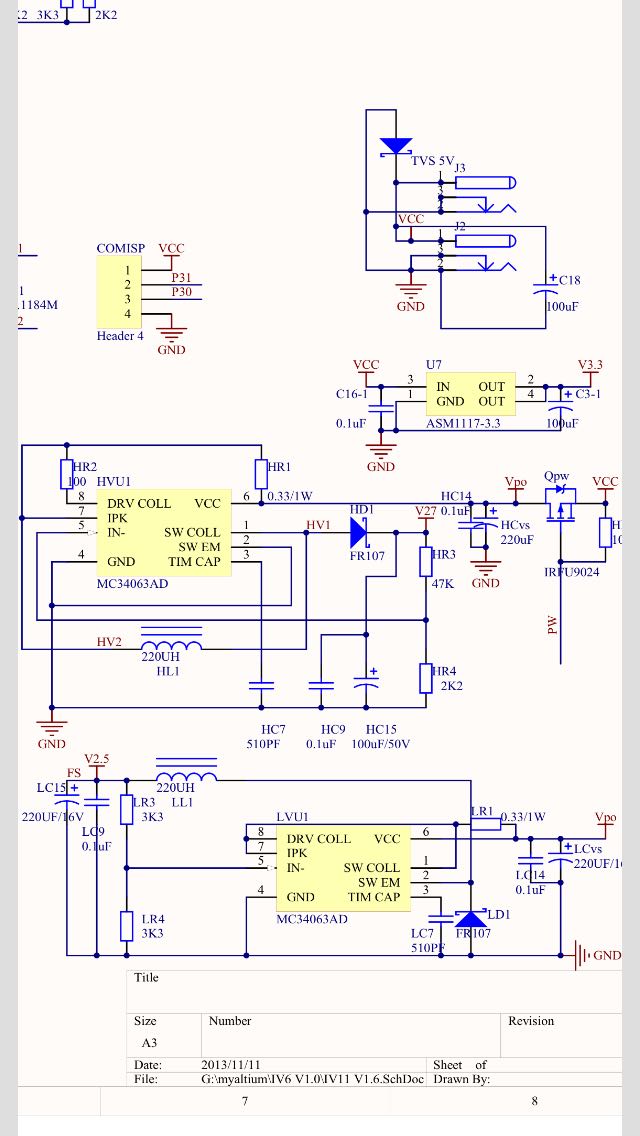 K2 3K3 2K2
TVS 5V
J3
1
3
2
VCC
J2
1
3
2
GND
C18
100uF
1
1
.1184M
2
COMISP VCC
1
2 P31
3 P30
4
Header 4
GND
VCC U7 V3.3
3 IN OUT 2
1 GND OUT 4
C16-1 C3-1
0.1uF ASM1117-3.3 100uF
GND
HR2 HVU1 HR1
100 0.33/1W
8 DRV COLL VCC 6
7 IPK
5 IN- SW COLL 1
SW EM 2
4 GND TIM CAP 3
MC34063AD
HV1 HD1 V27
FR107
HC14 Vpo Qpw VCC
0.1uF HCvs
220uF
GND
IRFU9024
PW
HR3
47K
HV2
220UH
HL1
HR4
2K2
HC7 HC9 HC15
510PF 0.1uF 100uF/50V
GND
V2.5
FS
LC15 220UH
LL1
220UF/16V
LC9
0.1uF
LR3
3K3
LVU1 LR1 0.33/1W Vpo
8 DRV COLL VCC 6
7 IPK
5 IN- SW COLL 1
SW EM 2
4 GND TIM CAP 3
MC34063AD
LCvs
220UF/1
LC14
0.1uF
LR4
3K3
LC7 LD1
510PF FR107
GND
Title
Size Number Revision
A3
Date: 2013/11/11 Sheet of
File: G:\myaltium\IV6 V1.0\IV11 V1.6.SchDoc Drawn By:
7 8